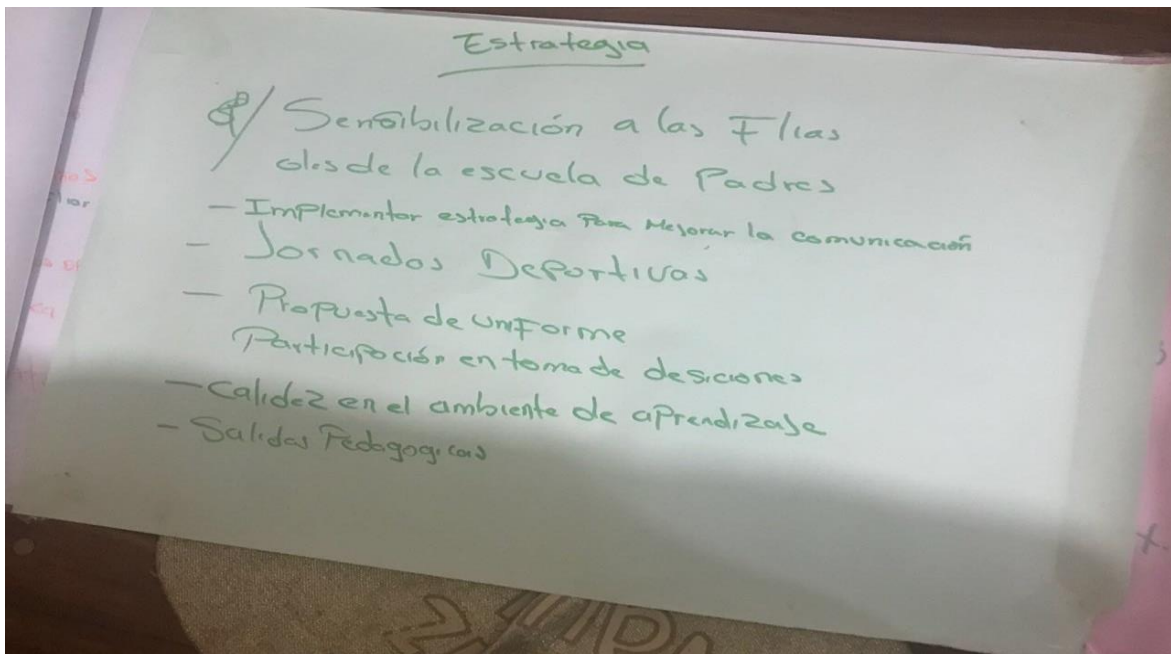 Estrategia
Sensibilización a las Flias
desde la escuela de Padres
- Implementar estrategia Para Mejorar la comunicación
- Jornadas Deportivas
- Propuesta de uniForme
Participación en toma de desiciones
- Calidez en el ambiente de aprendizaje
- Salidas Pedagogicas